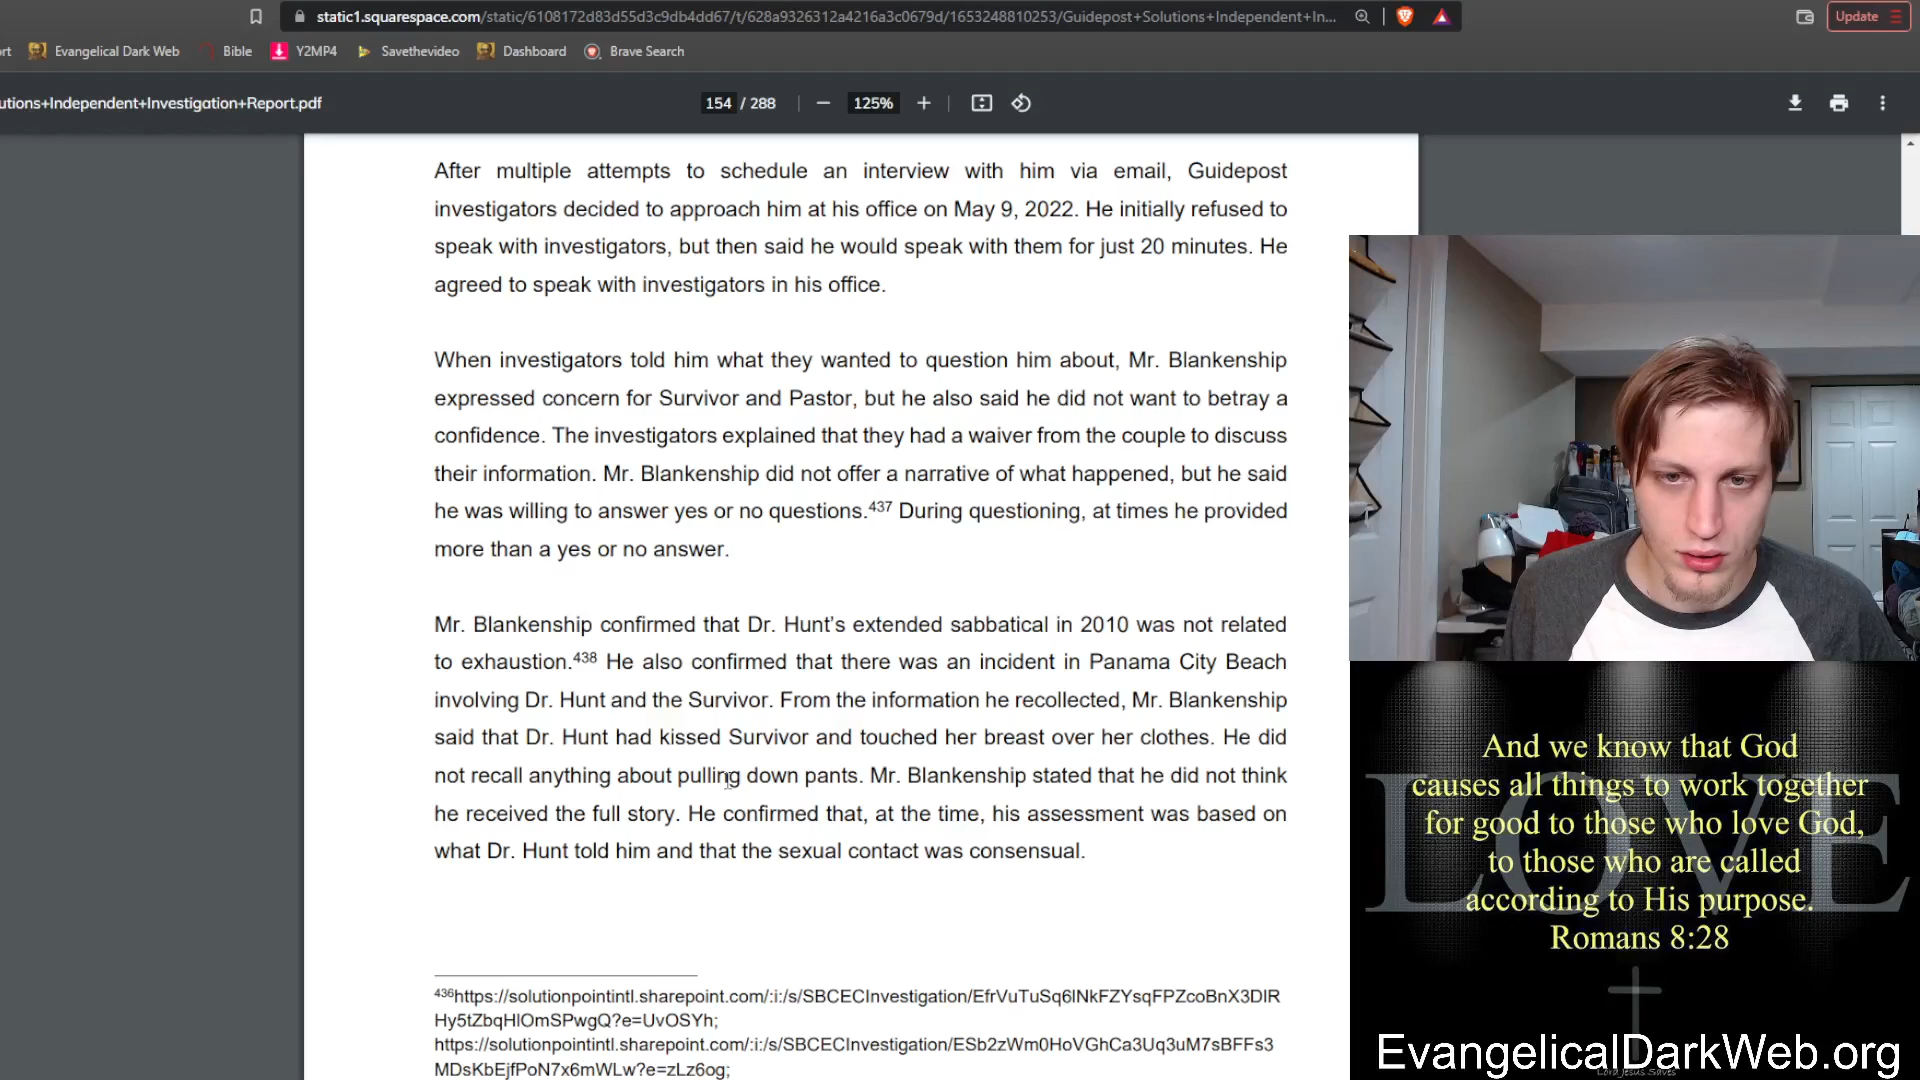 static1.squarespace.com/static/6108172d83d55d3c9db4dd67/t/628a9326312a4216a3c0679d/1653248810253/Guidepost+Solutions+Independent+In...
Update
rt
Evangelical Dark Web
Bible
Y2MP4
Savethevideo
Dashboard
Brave Search
utions+Independent+Investigation+Report.pdf
154 / 288
125%
After multiple attempts to schedule an interview with him via email, Guidepost
investigators decided to approach him at his office on May 9, 2022. He initially refused to
speak with investigators, but then said he would speak with them for just 20 minutes. He
agreed to speak with investigators in his office.
When investigators told him what they wanted to question him about, Mr. Blankenship
expressed concern for Survivor and Pastor, but he also said he did not want to betray a
confidence. The investigators explained that they had a waiver from the couple to discuss
their information. Mr. Blankenship did not offer a narrative of what happened, but he said
he was willing to answer yes or no questions.437 During questioning, at times he provided
more than a yes or no answer.
Mr. Blankenship confirmed that Dr. Hunt's extended sabbatical in 2010 was not related
to exhaustion.438 He also confirmed that there was an incident in Panama City Beach
involving Dr. Hunt and the Survivor. From the information he recollected, Mr. Blankenship
said that Dr. Hunt had kissed Survivor and touched her breast over her clothes. He did
not recall anything about pulling down pants. Mr. Blankenship stated that he did not think
he received the full story. He confirmed that, at the time, his assessment was based on
what Dr. Hunt told him and that the sexual contact was consensual.
436https://solutionpointintl.sharepoint.com/:i:/s/SBCECInvestigation/EfrVuTuSq6lNkFZYsqFPZcoBnX3DlR
Hy5tZbqHlOmSPwgQ?e=UvOSYh;
https://solutionpointintl.sharepoint.com/:i:/s/SBCECInvestigation/ESb2zWm0HoVGhCa3Uq3uM7sBFFs3
MDsKbEjfPoN7x6mWLw?e=zLz6og;
LOVE
And we know that God
causes all things to work together
for good to those who love God,
to those who are called
according to His purpose.
Romans 8:28
EvangelicalDarkWeb.org
Lord Jesus Saves